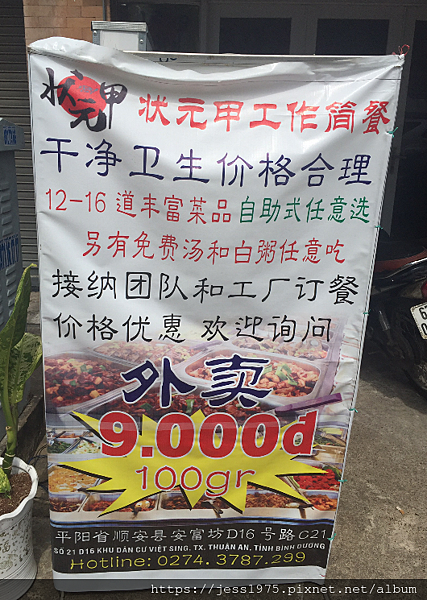 状元甲 状元甲工作简餐
干净卫生价格合理
12-16 道丰富菜品 自助式任意选
另有免费汤和白粥任意吃
接纳团队和工厂订餐
价格优惠 欢迎询问
外卖
9.000đ
100gr
平阳省顺安县安富坊D16 号路C21
SỐ 21 D16 KHU DÂN CƯ VIỆT SING, TX. THUẬN AN, TỈNH BÌNH DƯƠNG
Hotline: 0274. 3787.299
https://jess1975.pixnet.net/album